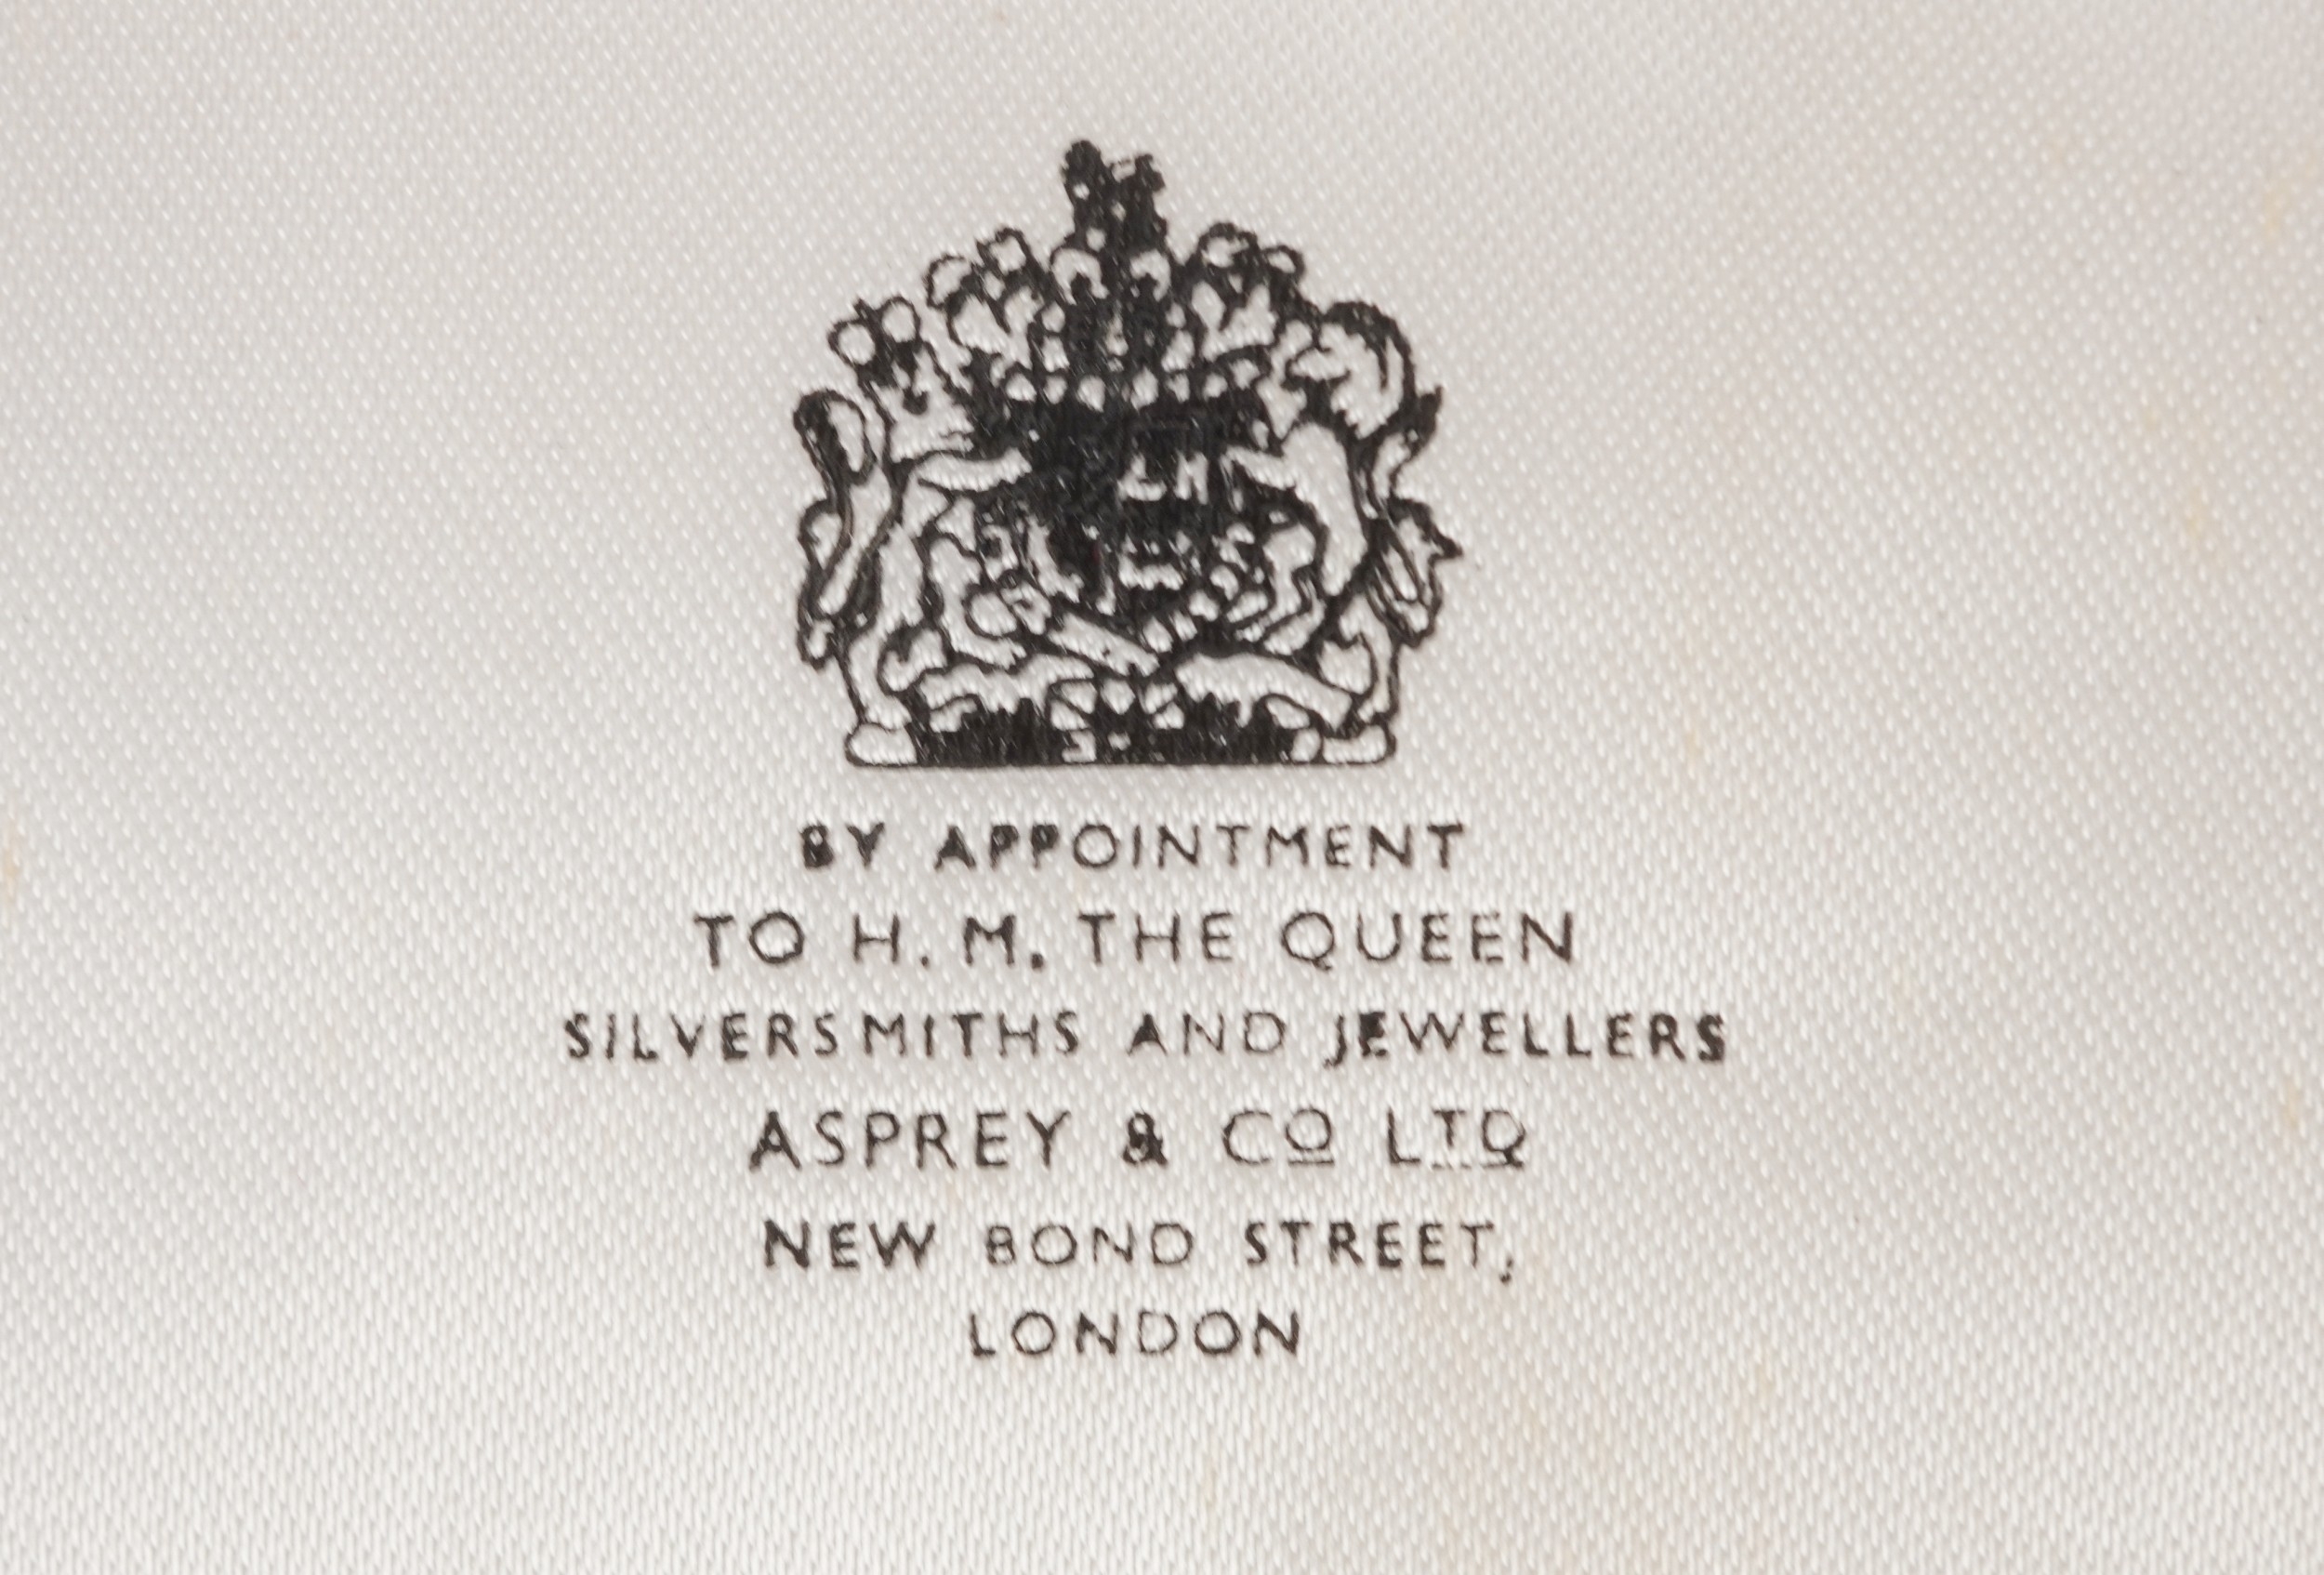 BY APPOINTMENT
TO H. M. THE QUEEN
SILVERSMITHS AND JEWELLERS
ASPREY & CO LTD
NEW BOND STREET,
LONDON